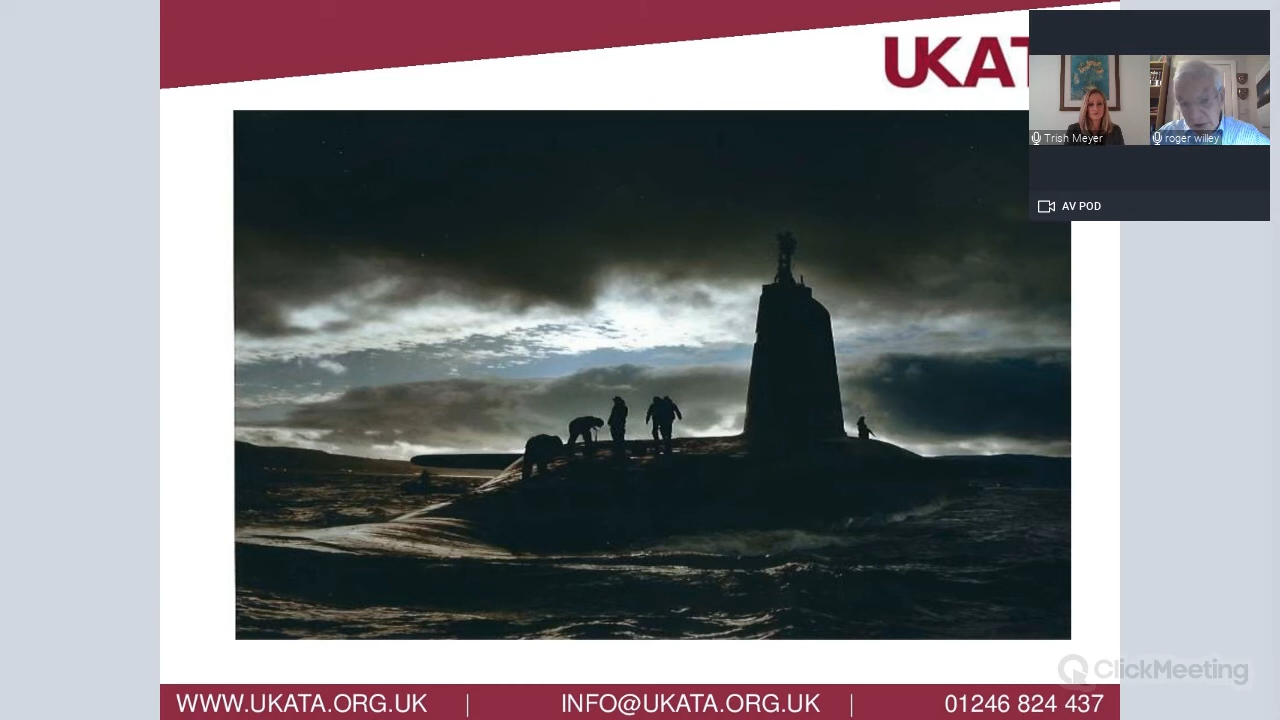 UKAT
Trish Meyer
roger willey
AV POD
ClickMeeting
WWW.UKATA.ORG.UK | INFO@UKATA.ORG.UK | 01246 824 437